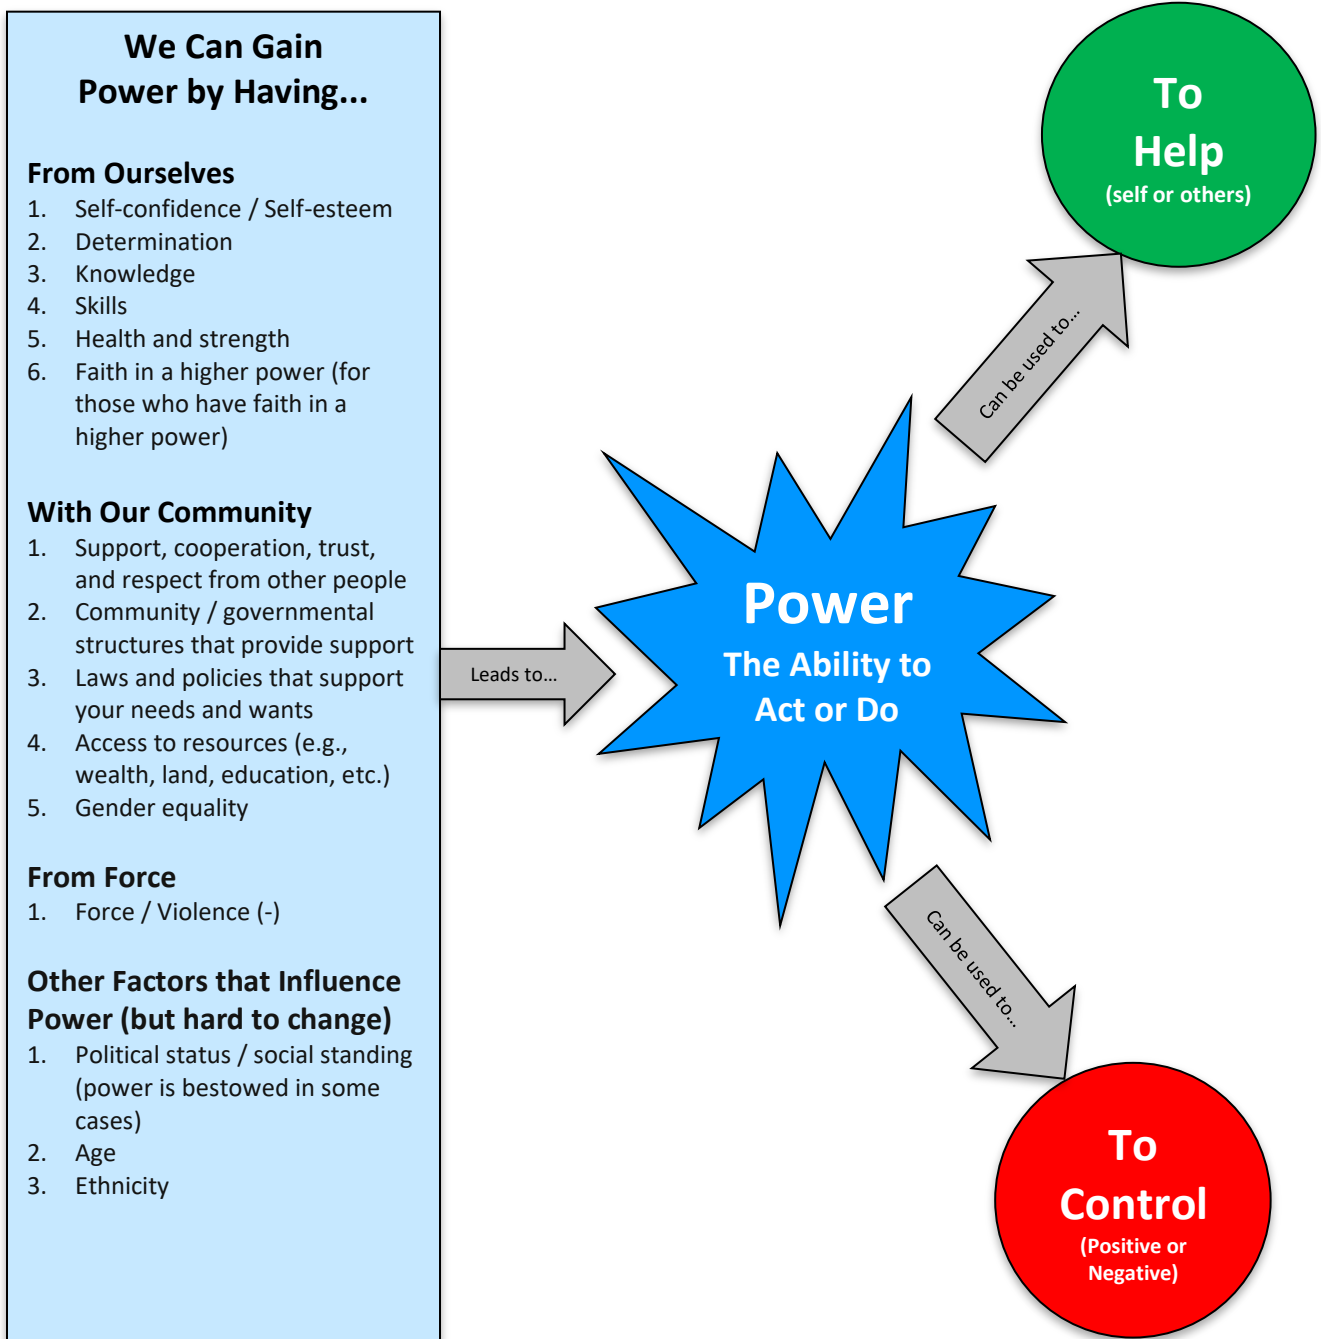 We Can Gain
Power by Having...
From Ourselves
1. Self-confidence / Self-esteem
2. Determination
3. Knowledge
4. Skills
5. Health and strength
6. Faith in a higher power (for
those who have faith in a
higher power)
With Our Community
1. Support, cooperation, trust,
and respect from other people
2. Community / governmental
structures that provide support
3. Laws and policies that support
your needs and wants
4. Access to resources (e.g.,
wealth, land, education, etc.)
5. Gender equality
From Force
1. Force / Violence (-)
Other Factors that Influence
Power (but hard to change)
1. Political status / social standing
(power is bestowed in some
cases)
2. Age
3. Ethnicity
Leads to...
Power
The Ability to
Act or Do
Can be used to...
To
Help
(self or others)
Can be used to...
To
Control
(Positive or
Negative)